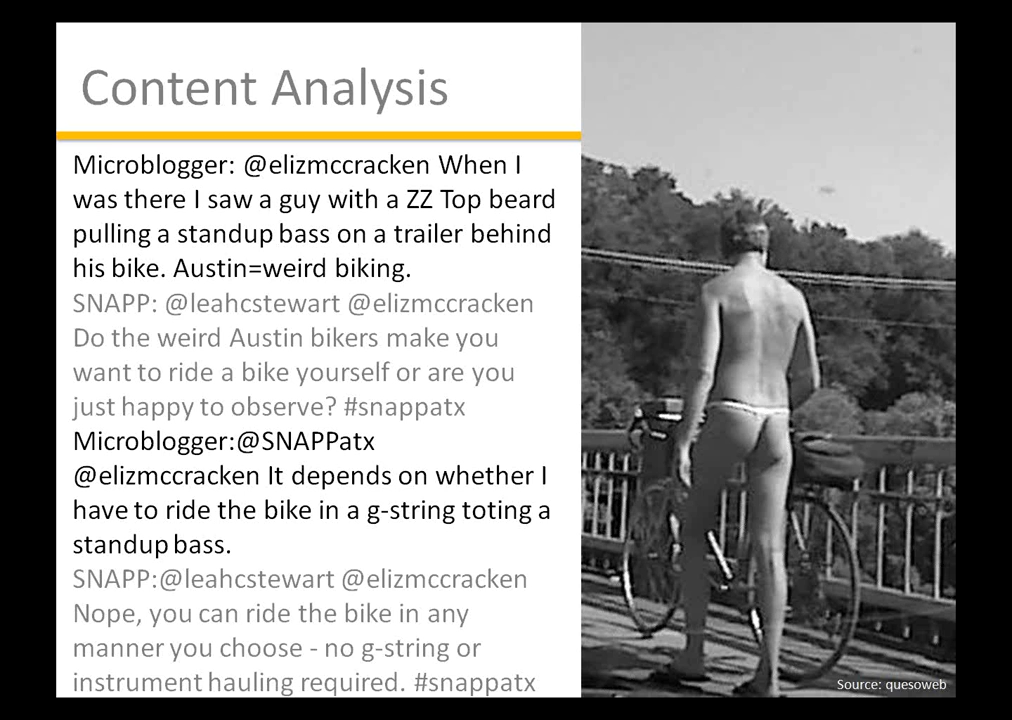 Content Analysis
Microblogger: @elizmccracken When I
was there I saw a guy with a ZZ Top beard
pulling a standup bass on a trailer behind
his bike. Austin=weird biking.
SNAPP: @leahcstewart @elizmccracken
Do the weird Austin bikers make you
want to ride a bike yourself or are you
just happy to observe? #snappatx
Microblogger:@SNAPPatx
@elizmccracken It depends on whether I
have to ride the bike in a g-string toting a
standup bass.
SNAPP:@leahcstewart @elizmccracken
Nope, you can ride the bike in any
manner you choose - no g-string or
instrument hauling required. #snappatx
Source: quesoweb